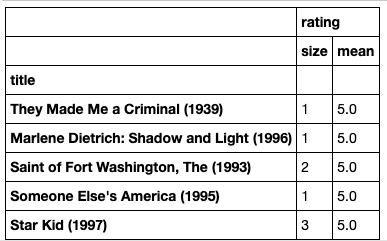 rating
size mean
title
They Made Me a Criminal (1939) 1 5.0
Marlene Dietrich: Shadow and Light (1996) 1 5.0
Saint of Fort Washington, The (1993) 2 5.0
Someone Else's America (1995) 1 5.0
Star Kid (1997) 3 5.0